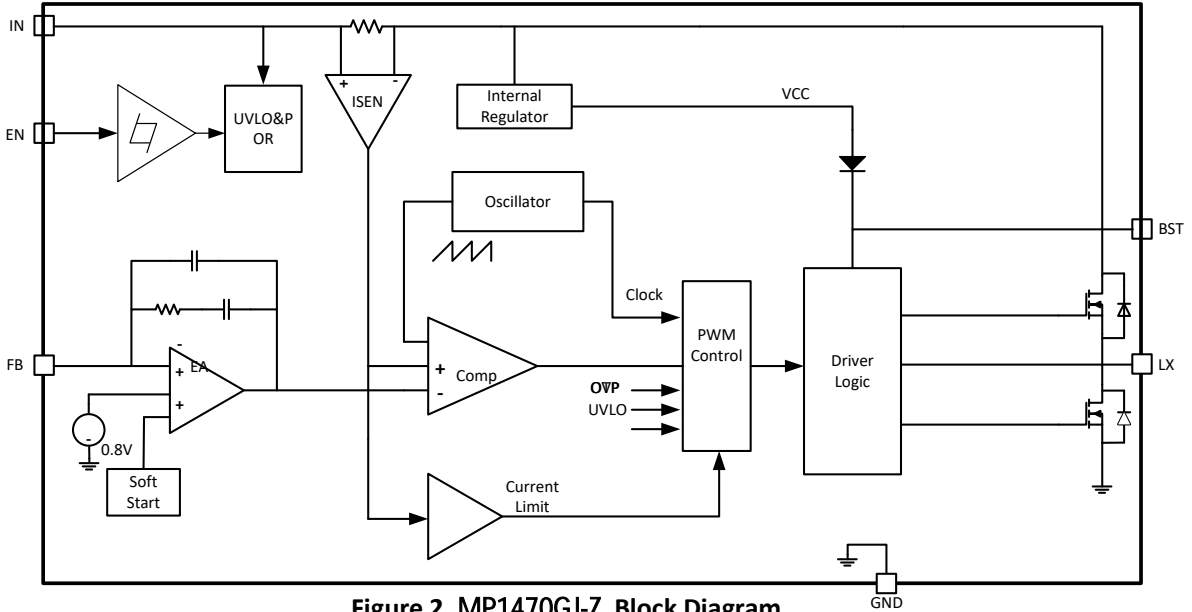 IN
+
-
ISEN
Internal
Regulator
VCC
UVLO&P
OR
EN
Oscillator
BST
Clock
PWM
Control
Driver
Logic
FB
-
+
EA
+
+
-
Comp
LX
OTP
UVLO
-
0.8V
Soft
Start
Current
Limit
GND
Figure 2. MP1470GJ-Z Block Diagram